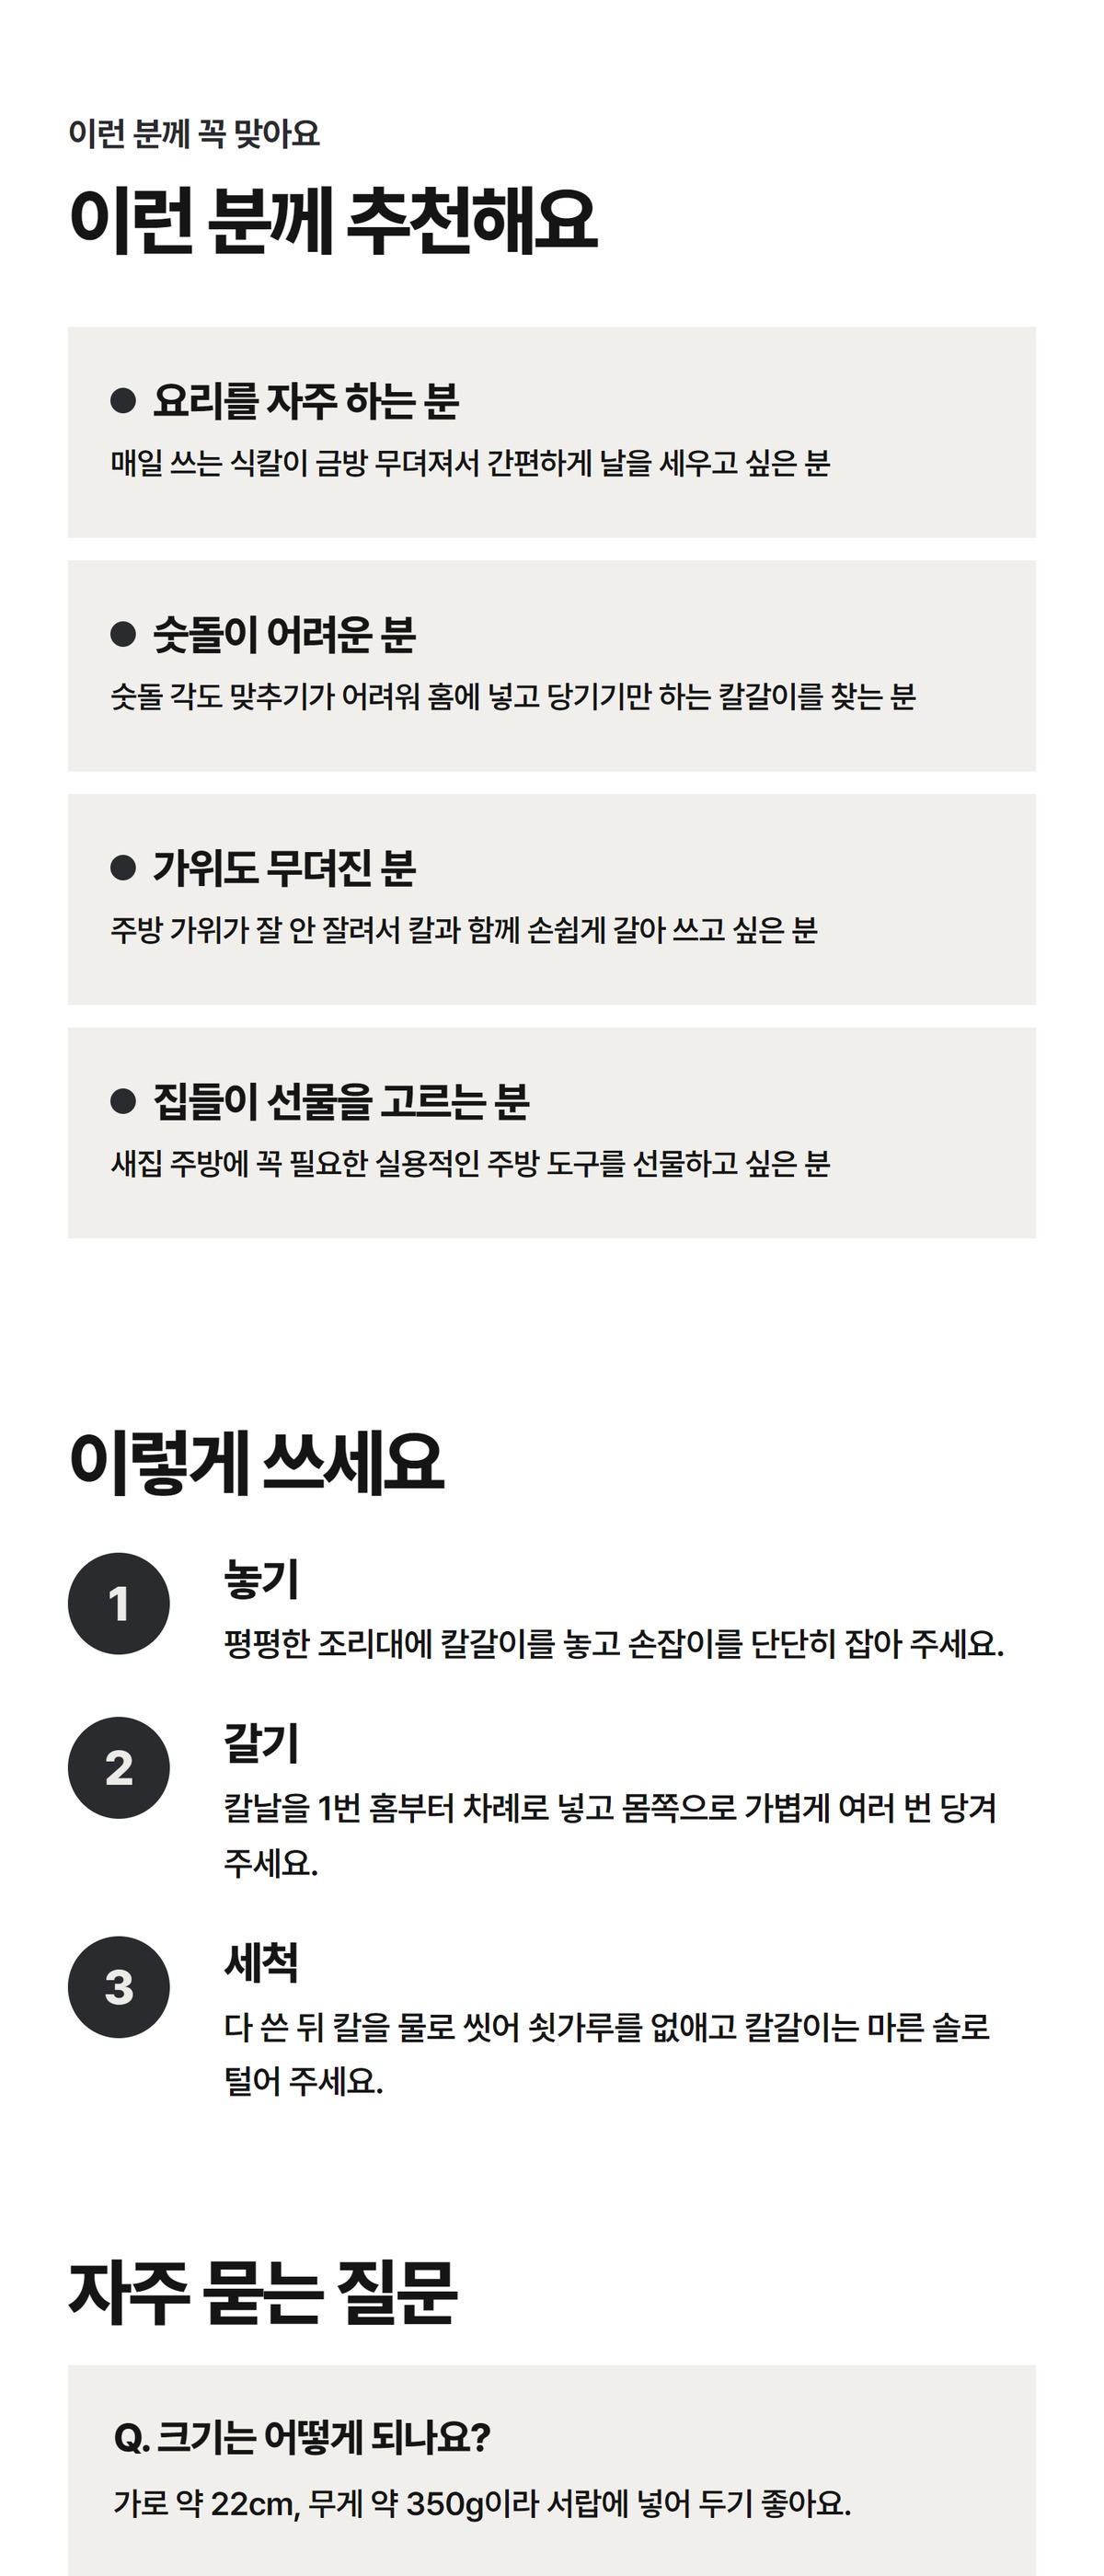 이런 분께 꼭 맞아요
이런 분께 추천해요
요리를 자주 하는 분
매일 쓰는 식칼이 금방 무뎌져서 간편하게 날을 세우고 싶은 분
숫돌이 어려운 분
숫돌 각도 맞추기가 어려워 홈에 넣고 당기기만 하는 칼갈이를 찾는 분
가위도 무뎌진 분
주방 가위가 잘 안 잘려서 칼과 함께 손쉽게 갈아 쓰고 싶은 분
집들이 선물을 고르는 분
새집 주방에 꼭 필요한 실용적인 주방 도구를 선물하고 싶은 분
이렇게 쓰세요
1
놓기
평평한 조리대에 칼갈이를 놓고 손잡이를 단단히 잡아 주세요.
2
갈기
칼날을 1번 홈부터 차례로 넣고 몸쪽으로 가볍게 여러 번 당겨
주세요.
3
세척
다 쓴 뒤 칼을 물로 씻어 쇳가루를 없애고 칼갈이는 마른 솔로
털어 주세요.
자주 묻는 질문
Q. 크기는 어떻게 되나요?
가로 약 22cm, 무게 약 350g이라 서랍에 넣어 두기 좋아요.